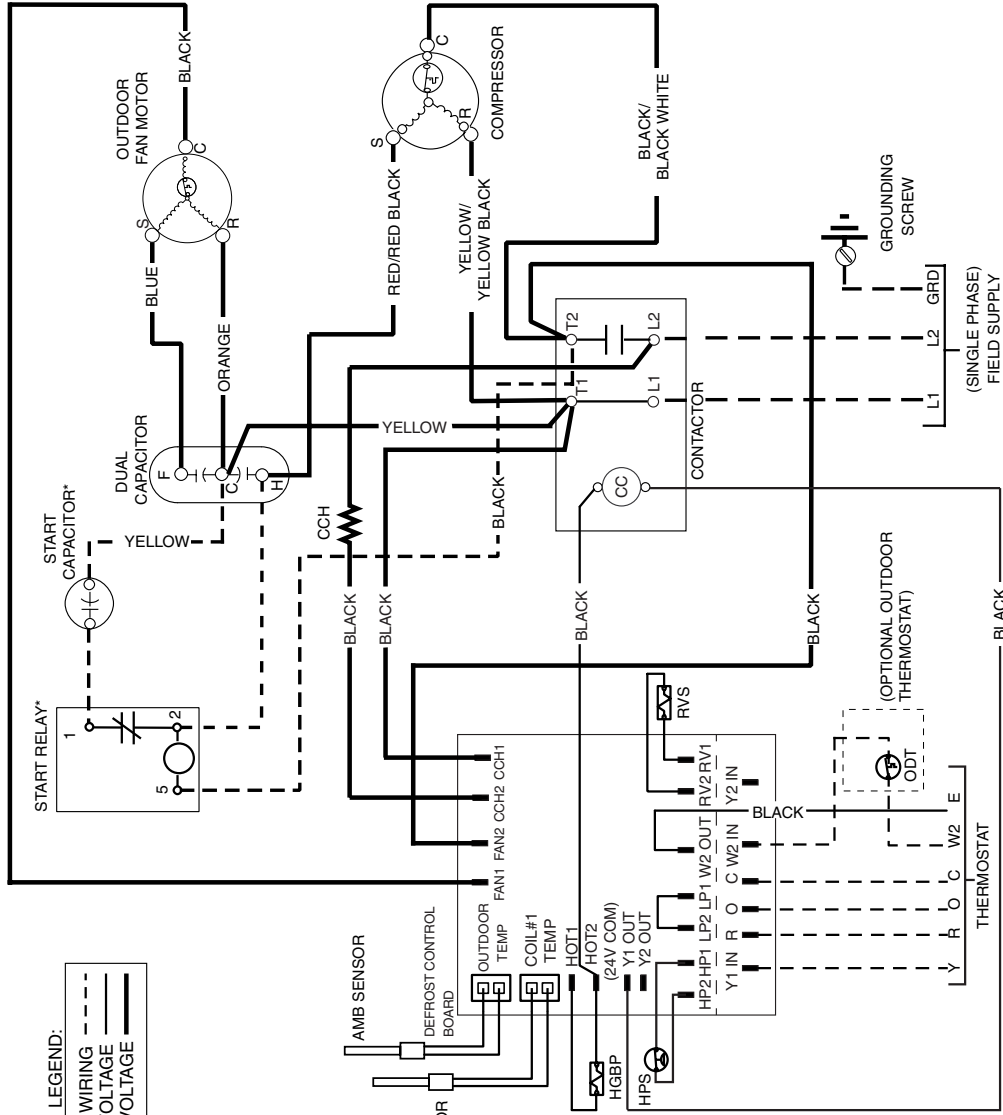 BLACK
OUTDOOR
FAN MOTOR
S
R
C
BLUE
ORANGE
COMPRESSOR
S
R
C
RED/RED BLACK
YELLOW/
YELLOW BLACK
BLACK/
BLACK WHITE
GROUNDING
SCREW
DUAL
CAPACITOR
F
C
H
START
CAPACITOR*
YELLOW
START RELAY*
1
2
5
YELLOW
CCH
BLACK
BLACK
BLACK
T1
T2
L1
L2
CC
CONTACTOR
L1
L2
GRD
(SINGLE PHASE)
FIELD SUPPLY
BLACK
BLACK
BLACK
LEGEND:
WIRING
OLTAGE
VOLTAGE
AMB SENSOR
OR
DEFROST CONTROL
BOARD
FAN1
FAN2
CCH2
CCH1
OUTDOOR
TEMP
COIL#1
TEMP
HOT1
HOT2
(24V COM)
Y1 OUT
Y2 OUT
HGBP
HPS
RVS
HP2
HP1
LP2
LP1
W2 OUT
RV2
RV1
Y1 IN
R
O
C
W2 IN
Y2 IN
BLACK
(OPTIONAL OUTDOOR
THERMOSTAT)
ODT
Y
R
O
C
W2
E
THERMOSTAT